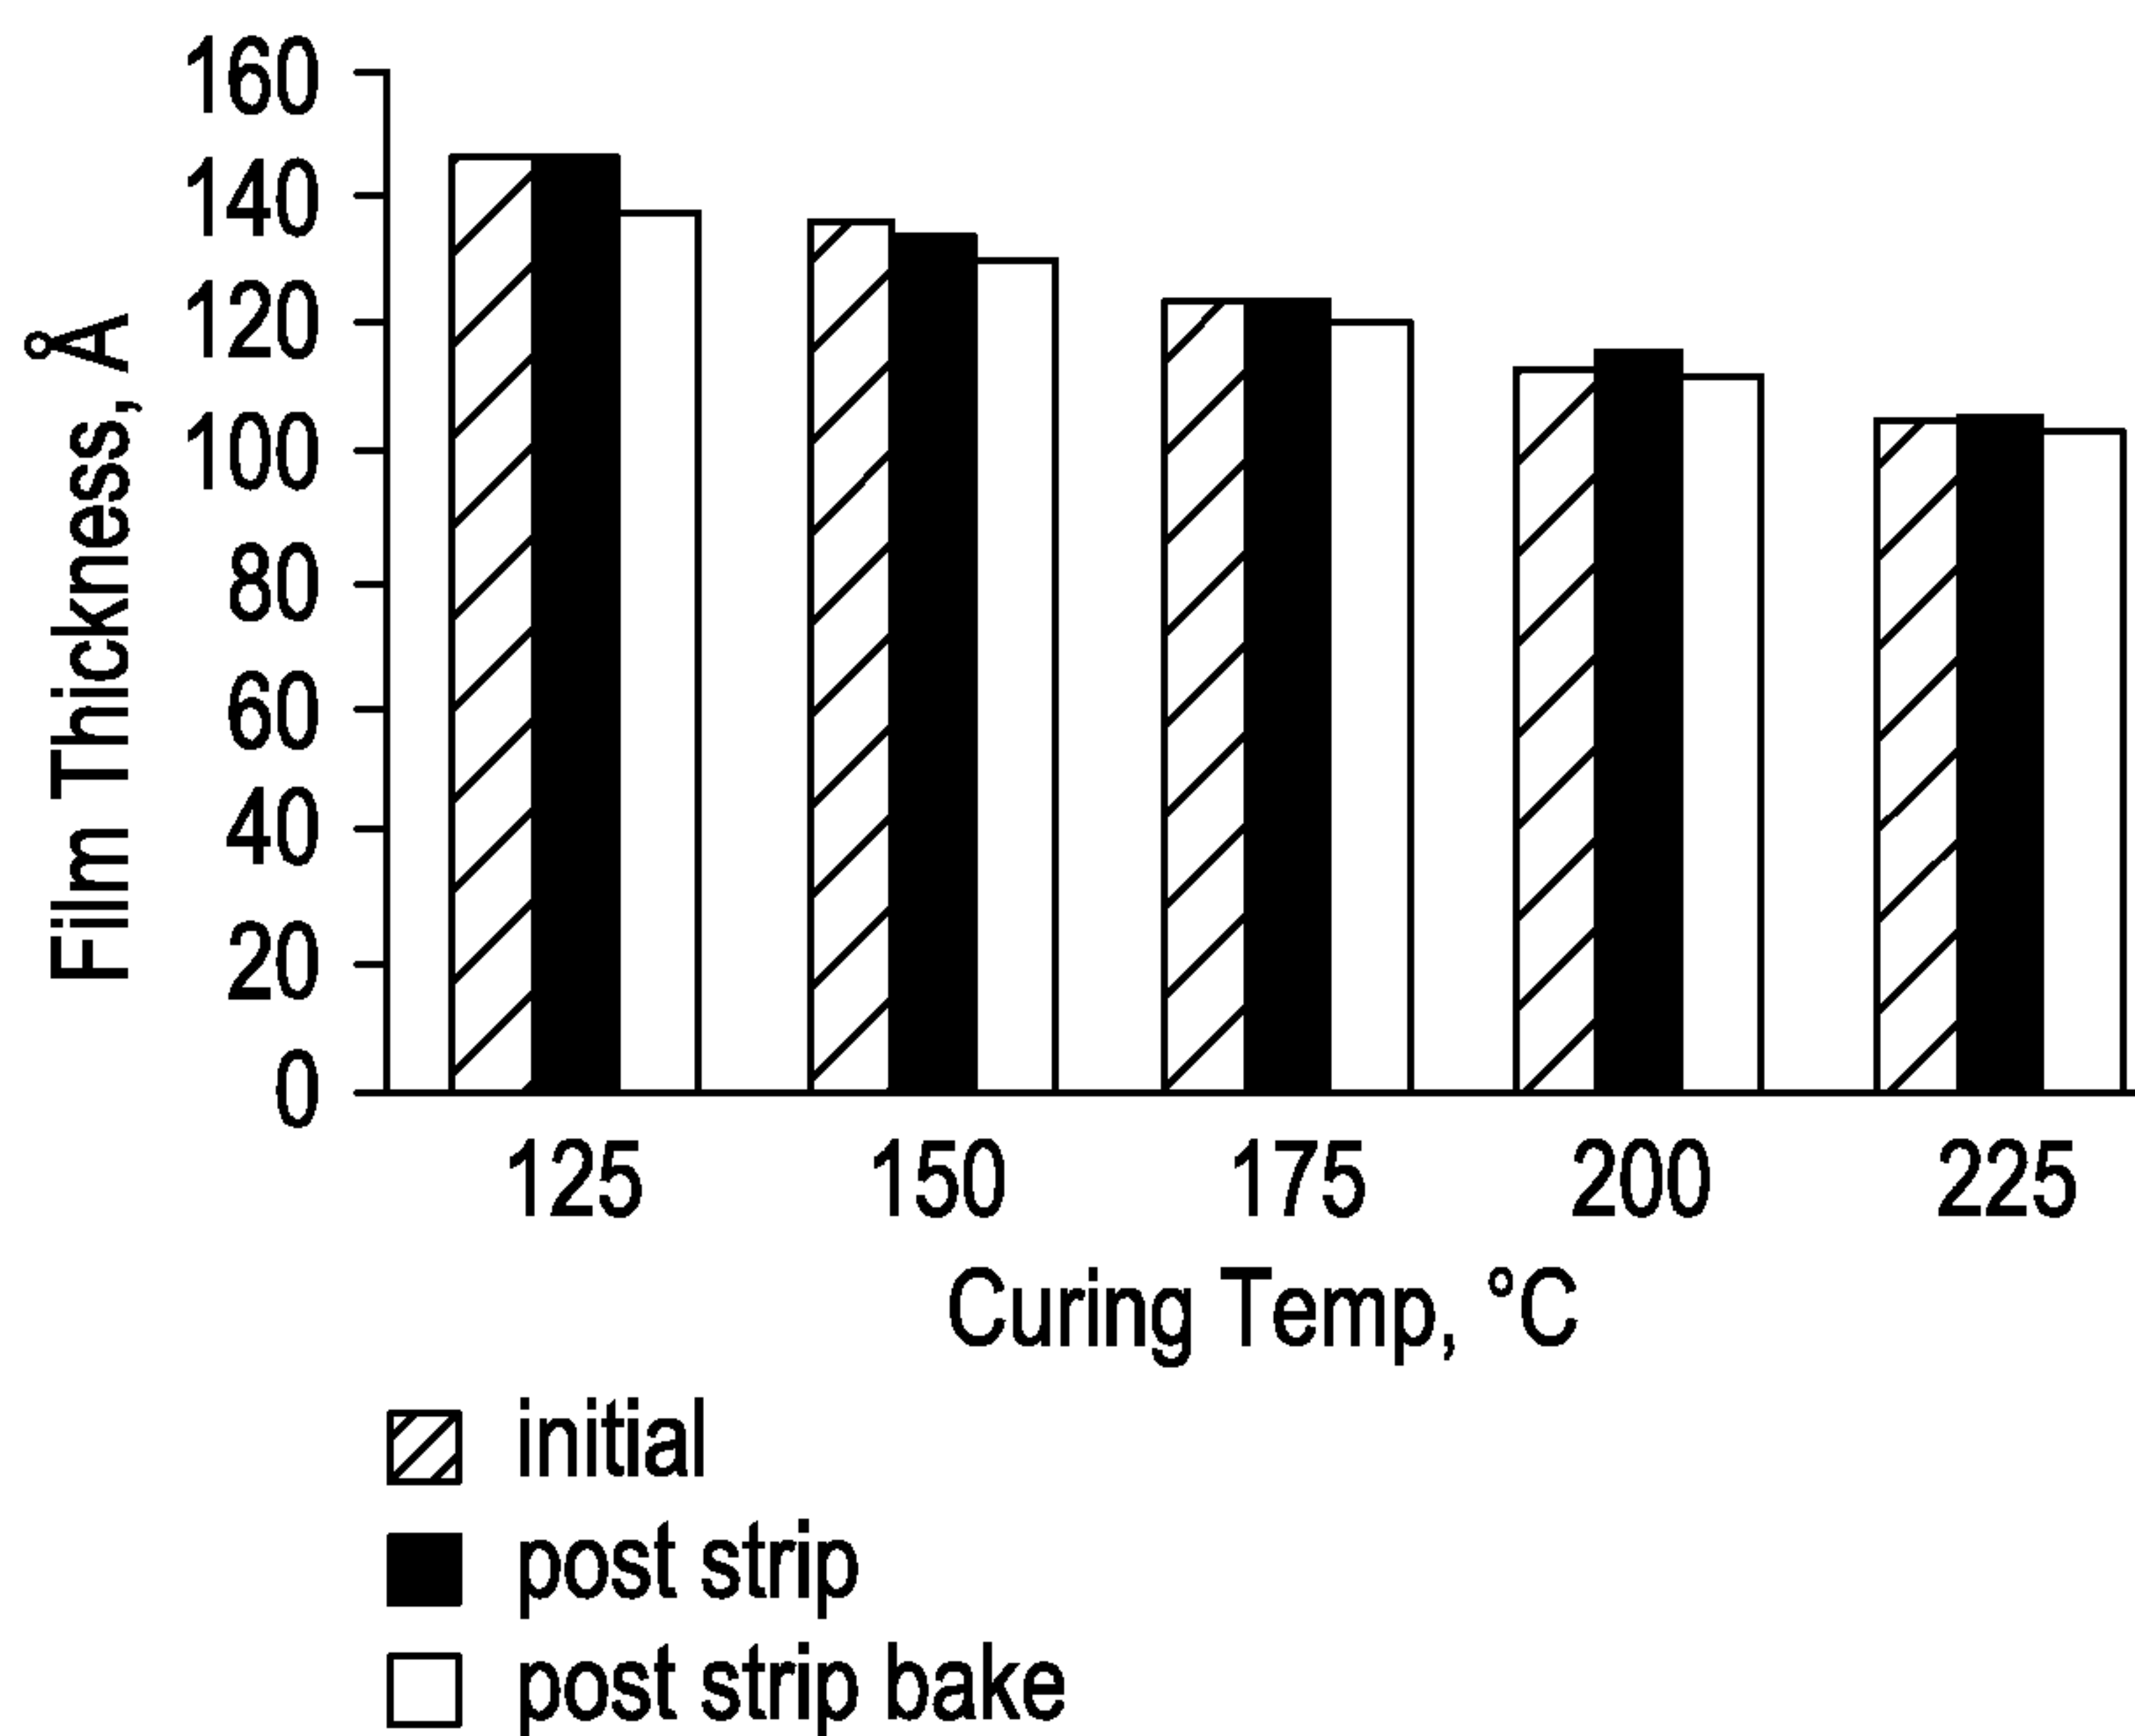 Film Thickness, Å
160
140
120
100
80
60
40
20
0
125 150 175 200 225
Curing Temp, °C
initial
post strip
post strip bake